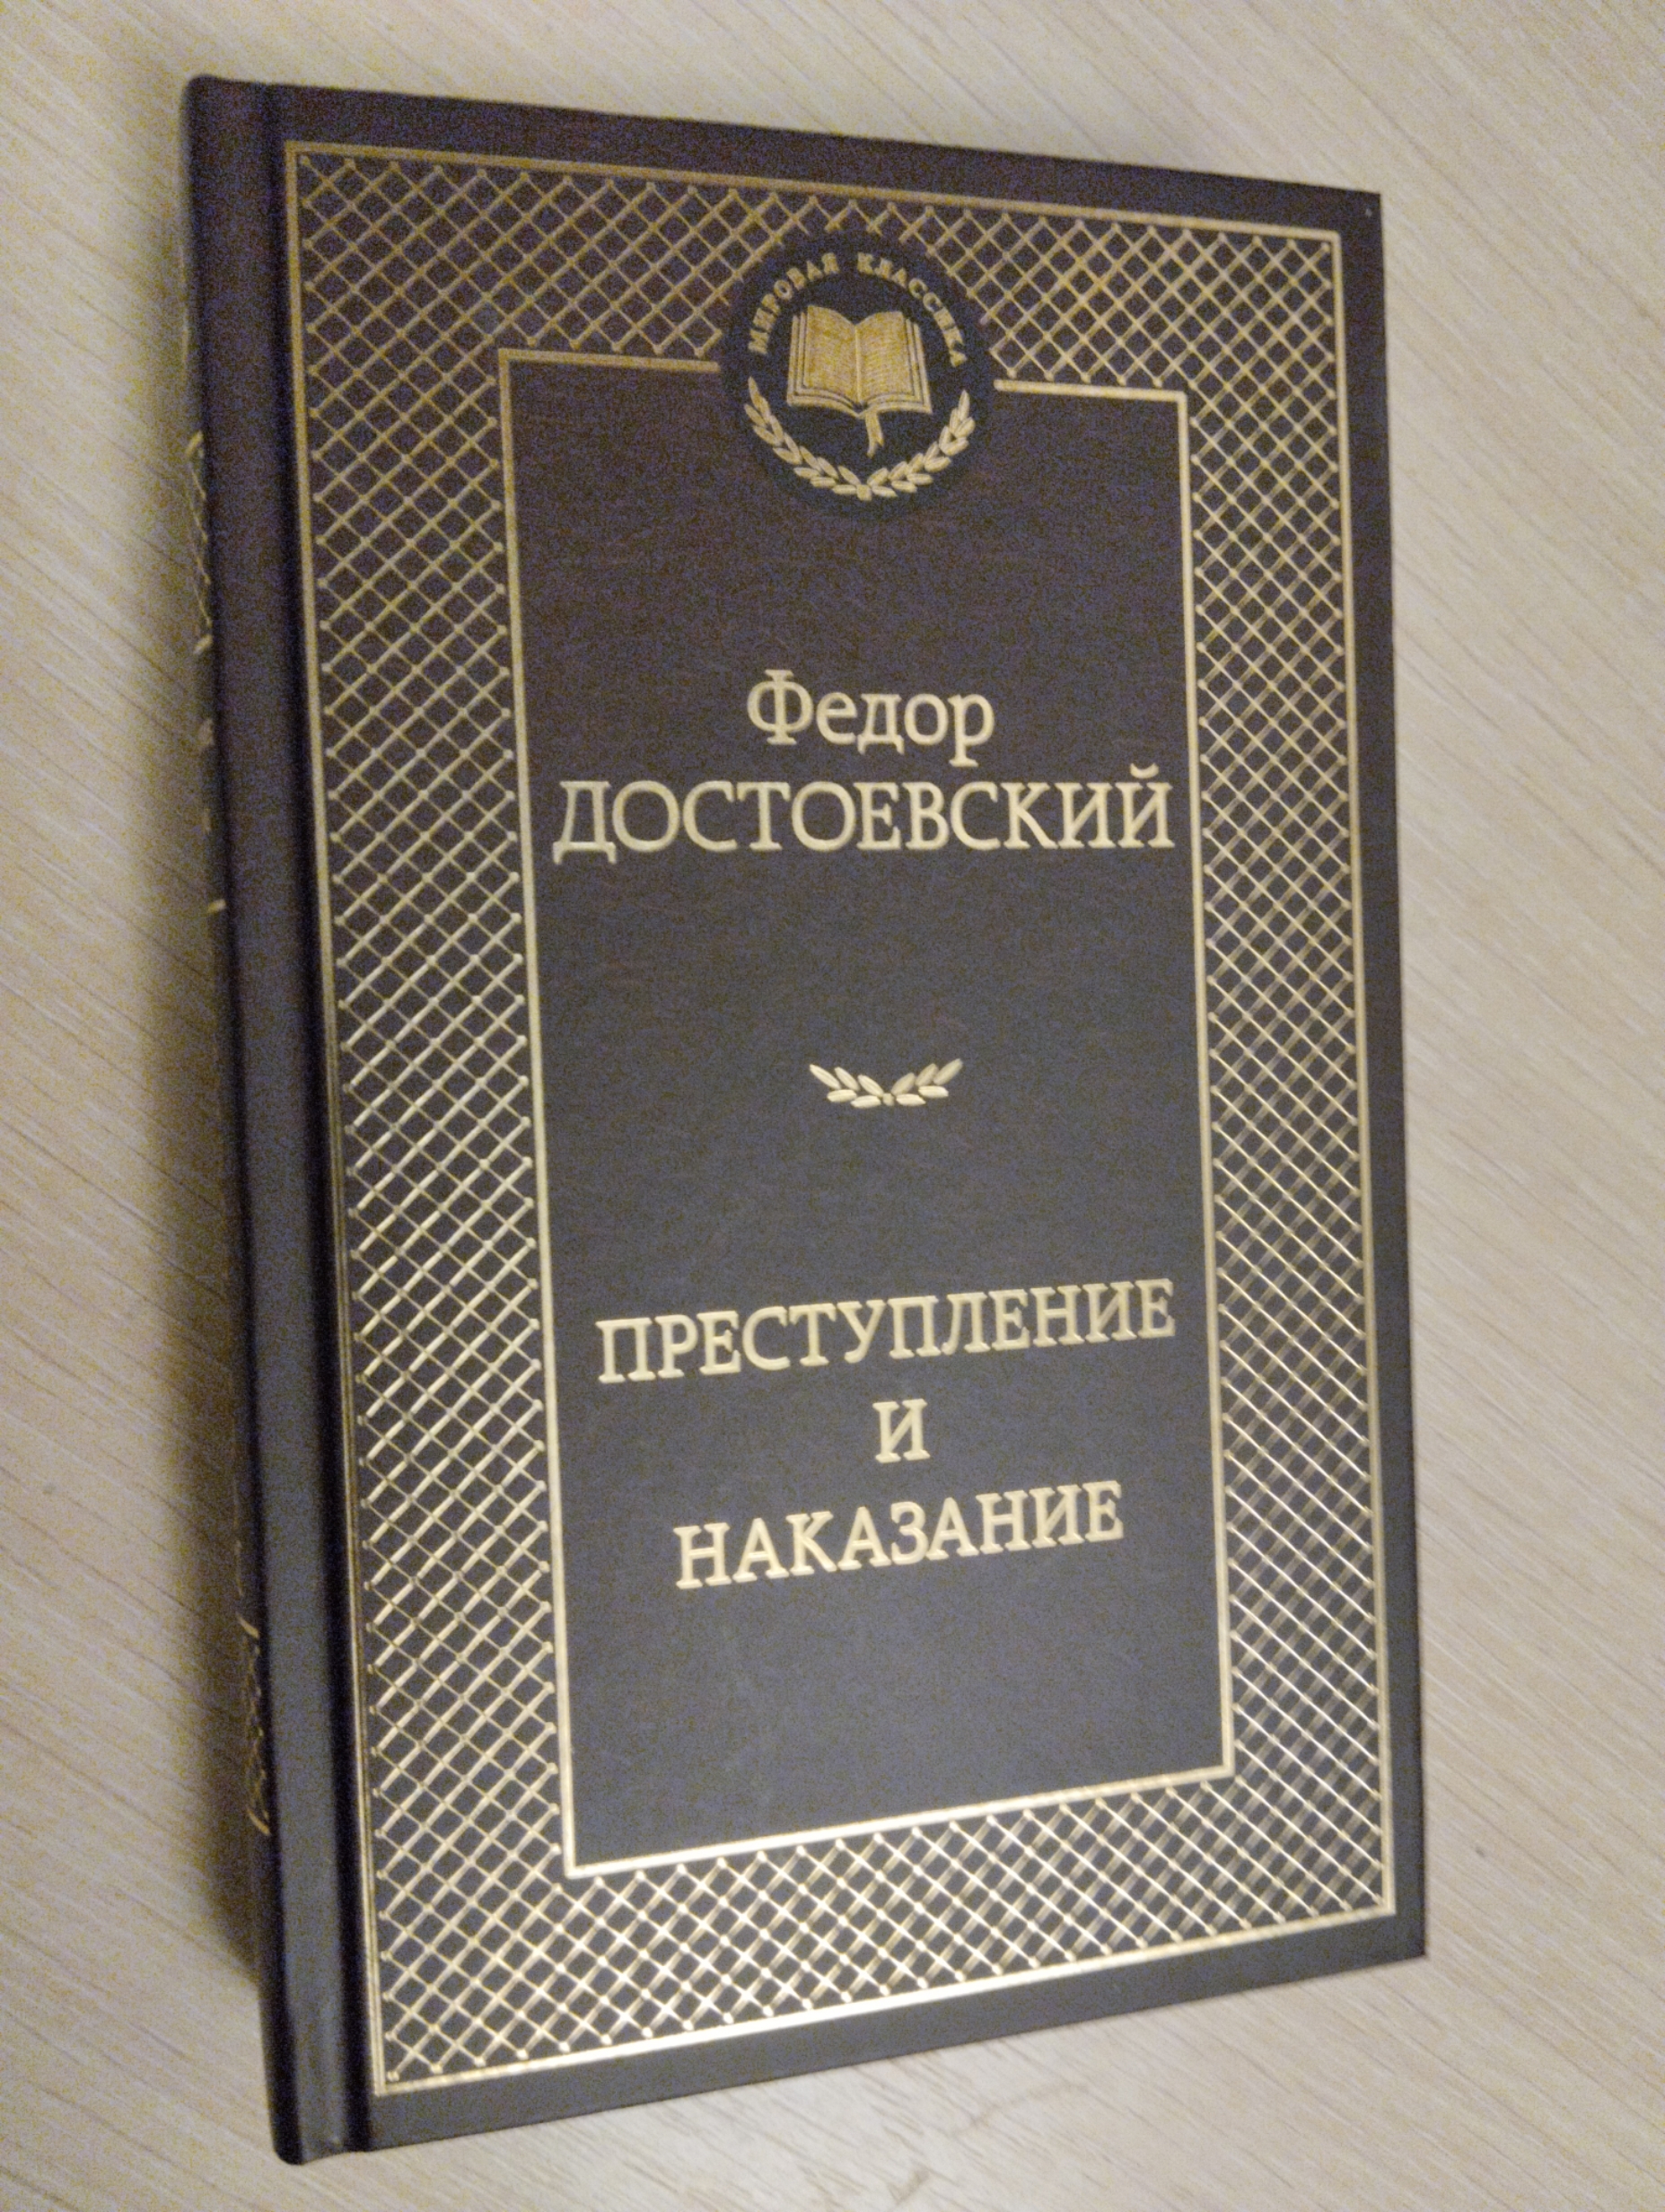 МИРОВАЯ КЛАССИКА
Федор
ДОСТОЕВСКИЙ
ПРЕСТУПЛЕНИЕ
И
НАКАЗАНИЕ